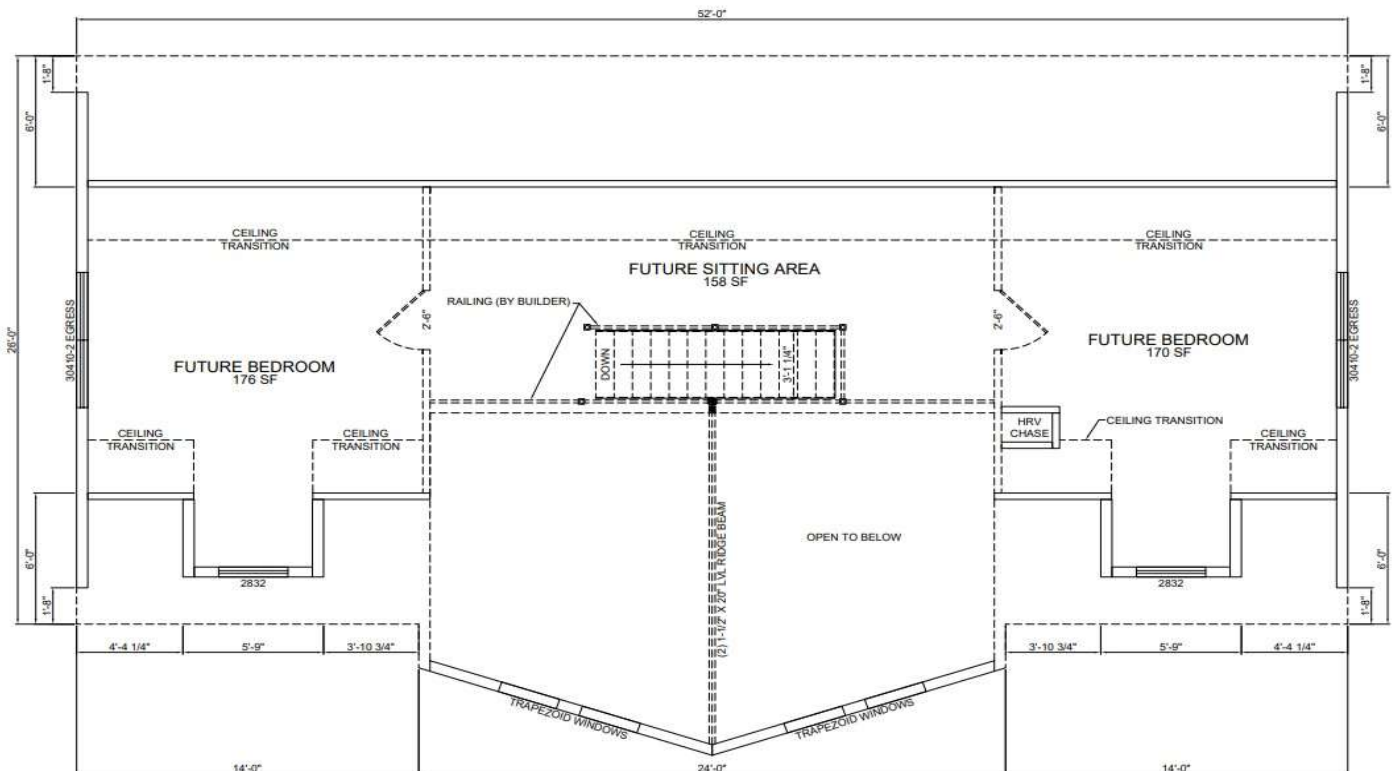 52'-0"
1'-8"
1'-8"
6'-0"
6'-0"
CEILING
TRANSITION
CEILING
TRANSITION
CEILING
TRANSITION
FUTURE SITTING AREA
158 SF
RAILING (BY BUILDER)
30410-2 EGRESS
2'-6"
2'-6"
30410-2 EGRESS
26'-0"
FUTURE BEDROOM
176 SF
DOWN
3'-1 1/4"
FUTURE BEDROOM
170 SF
CEILING
TRANSITION
CEILING
TRANSITION
HRV
CHASE
CEILING TRANSITION
CEILING
TRANSITION
(2) 1-1/2" X 20" LVL RIDGE BEAM
OPEN TO BELOW
6'-0"
6'-0"
2832
2832
1'-8"
1'-8"
4'-4 1/4"
5'-9"
3'-10 3/4"
3'-10 3/4"
5'-9"
4'-4 1/4"
TRAPEZOID WINDOWS
TRAPEZOID WINDOWS
14'-0"
24'-0"
14'-0"